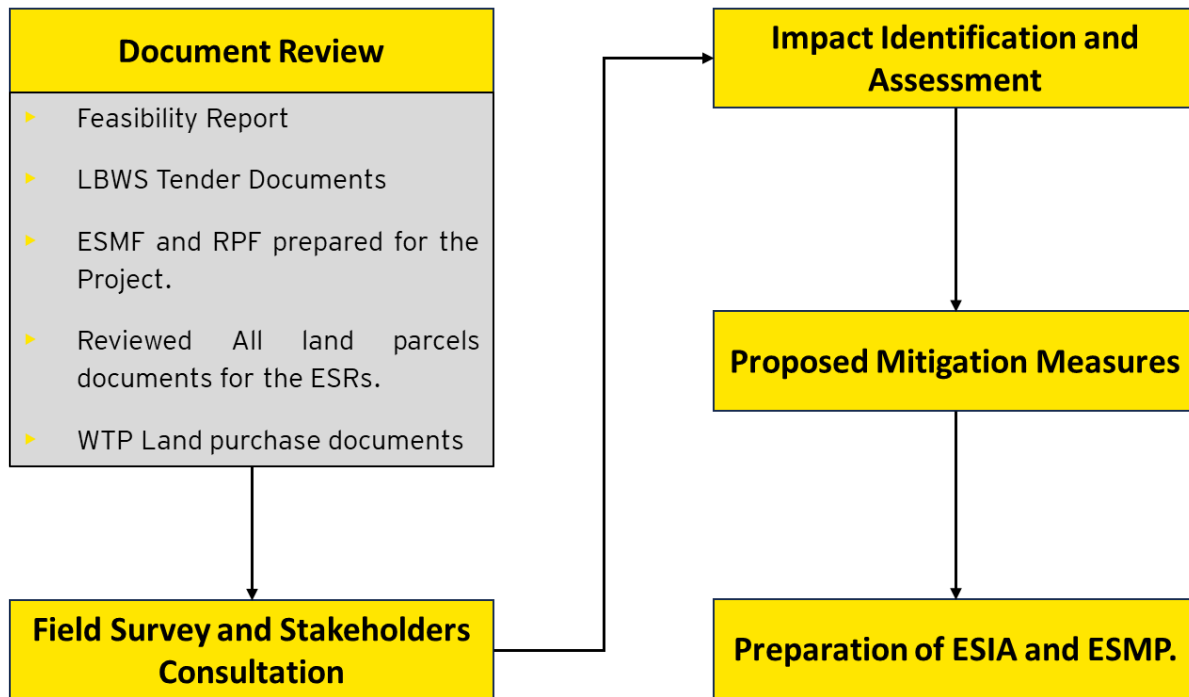 Document Review
Feasibility Report
LBWS Tender Documents
ESMF and RPF prepared for the
Project.
Reviewed All land parcels
documents for the ESRs.
WTP Land purchase documents
Field Survey and Stakeholders
Consultation
Impact Identification and
Assessment
Proposed Mitigation Measures
Preparation of ESIA and ESMP.